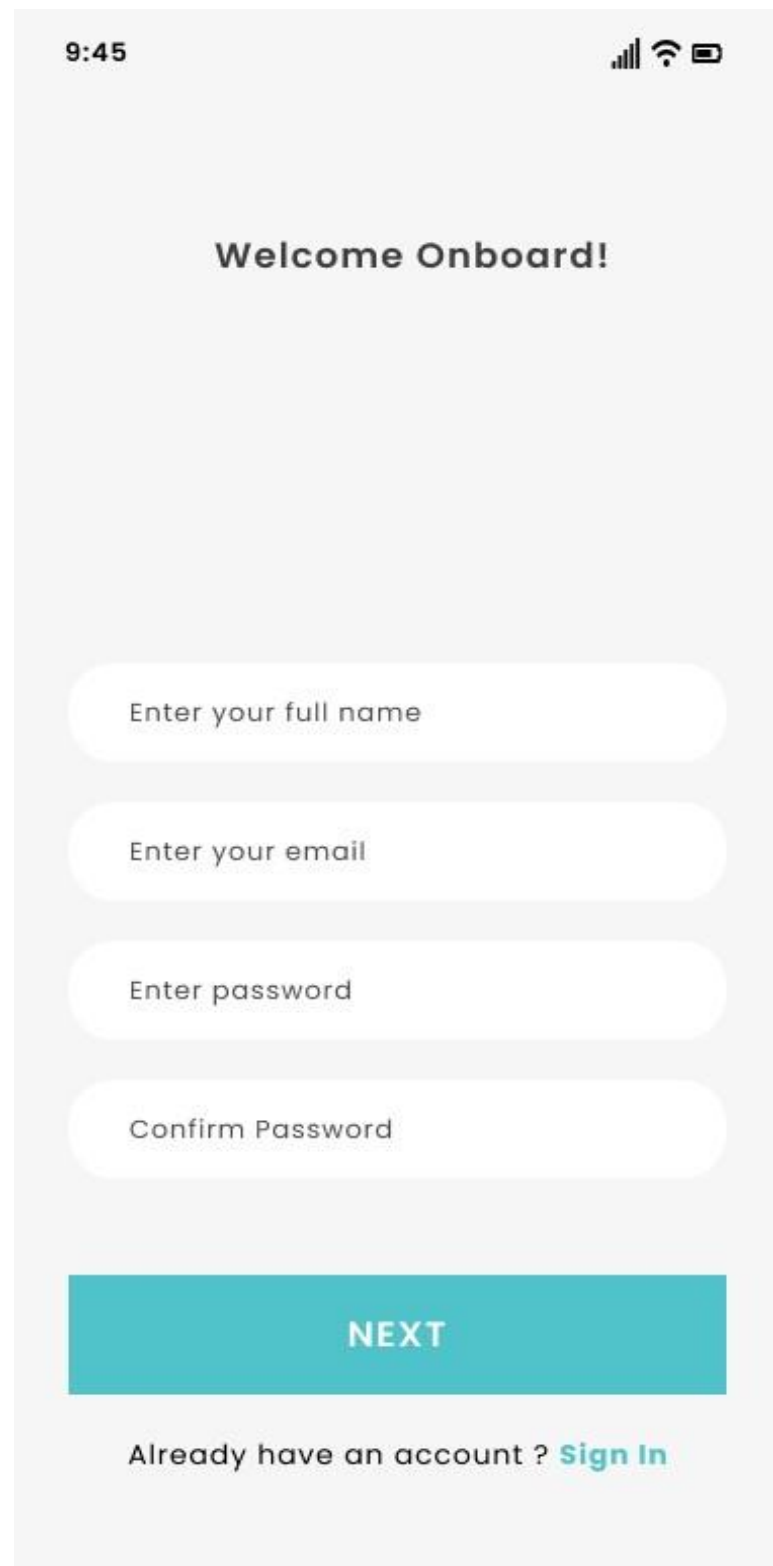 9:45
Welcome Onboard!
Enter your full name
Enter your email
Enter password
Confirm Password
NEXT
Already have an account ? Sign In